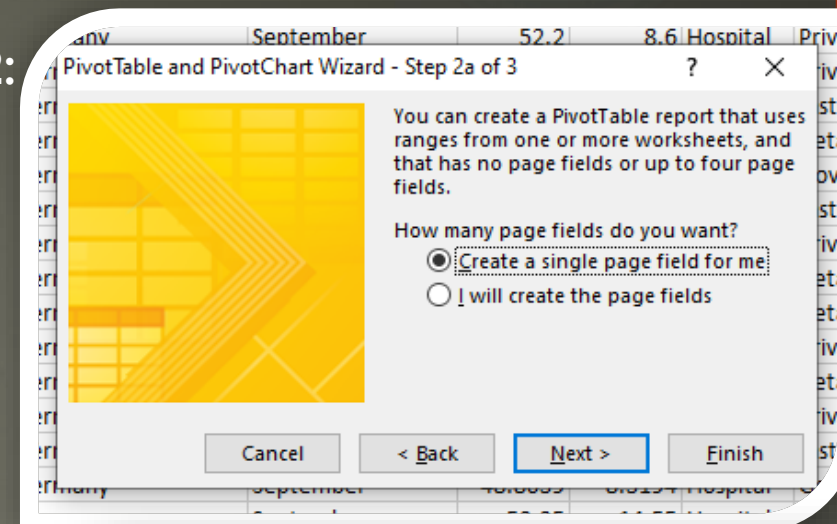 September 52.2 8.6 Hospital
PivotTable and PivotChart Wizard - Step 2a of 3 ?
You can create a PivotTable report that uses
ranges from one or more worksheets, and
that has no page fields or up to four page
fields.
How many page fields do you want?
Create a single page field for me
I will create the page fields
Cancel < Back Next > Finish